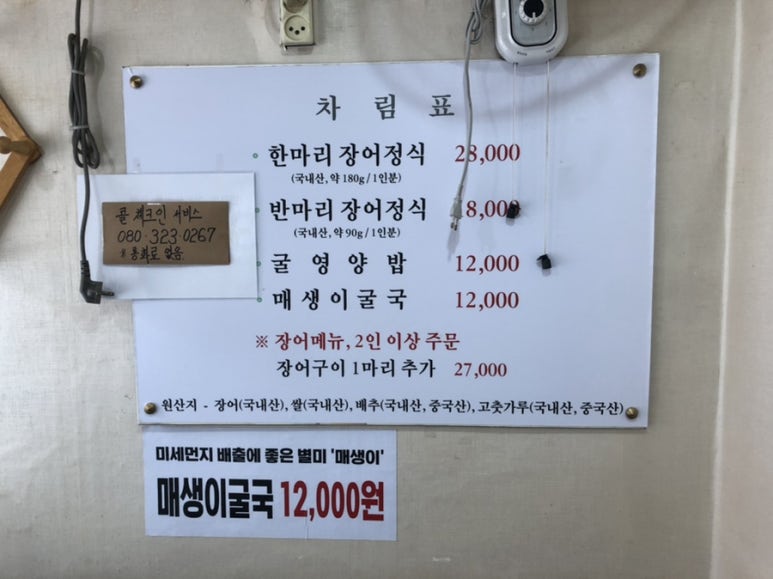 차 림 표
한마리 장어정식 28,000
(국내산, 약 180g / 1인분)
반마리 장어정식 18,000
(국내산, 약 90g / 1인분)
굴 영 양 밥 12,000
매 생 이 굴 국 12,000
※ 장어메뉴, 2인 이상 주문
장어구이 1마리 추가 27,000
원산지 - 장어(국내산), 쌀(국내산), 배추(국내산, 중국산), 고춧가루(국내산, 중국산)
콜 체크인 서비스
080·323·0267
※ 통화료 없음
미세먼지 배출에 좋은 별미 '매생이'
매생이굴국 12,000원